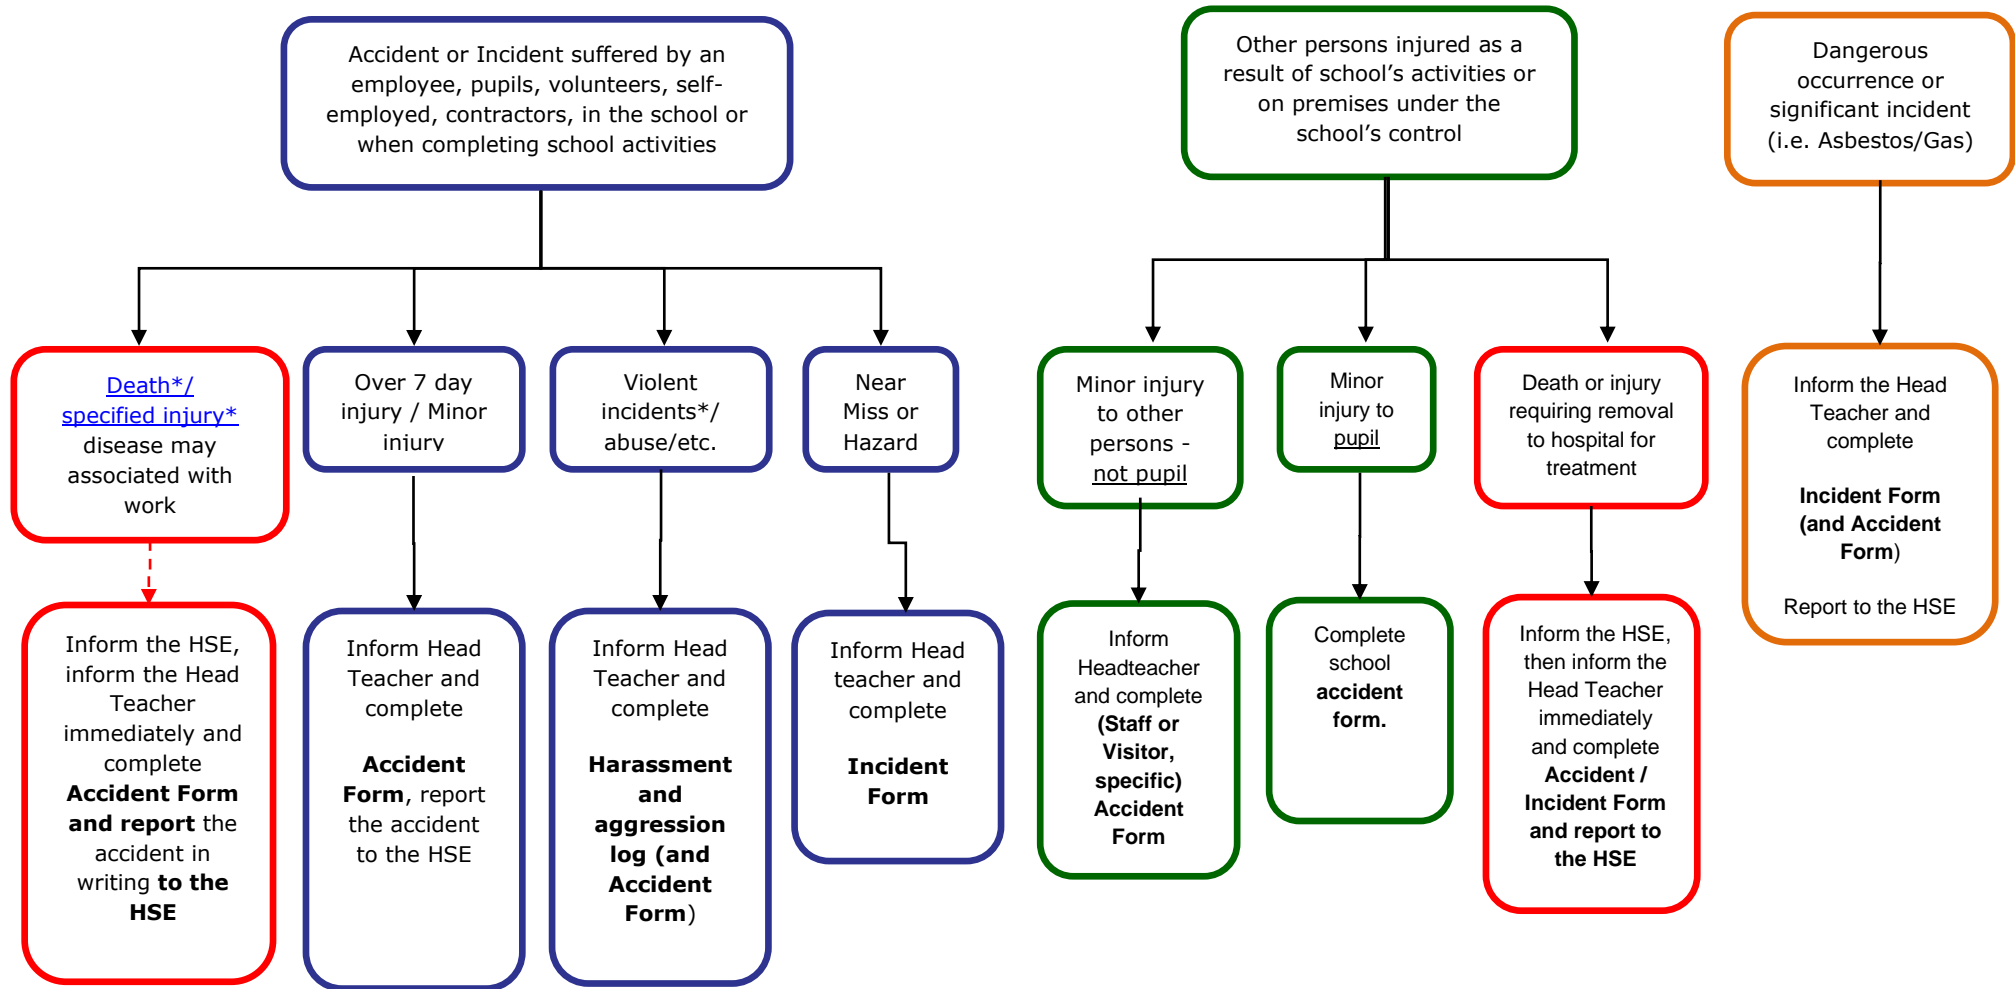 Accident or Incident suffered by an
employee, pupils, volunteers, self-
employed, contractors, in the school or
when completing school activities
Other persons injured as a
result of school's activities or
on premises under the
school's control
Dangerous
occurrence or
significant incident
(i.e. Asbestos/Gas)
Death*/
specified injury*
disease may
associated with
work
Over 7 day
injury / Minor
injury
Violent
incidents*/
abuse/etc.
Near
Miss or
Hazard
Minor injury
to other
persons -
not pupil
Minor
injury to
pupil
Death or injury
requiring removal
to hospital for
treatment
Inform the Head
Teacher and
complete
Incident Form
(and Accident
Form)
Report to the HSE
Inform the HSE,
inform the Head
Teacher
immediately and
complete
Accident Form
and report the
accident in
writing to the
HSE
Inform Head
Teacher and
complete
Accident
Form, report
the accident
to the HSE
Inform Head
Teacher and
complete
Harassment
and
aggression
log (and
Accident
Form)
Inform Head
teacher and
complete
Incident
Form
Inform
Headteacher
and complete
(Staff or
Visitor,
specific)
Accident
Form
Complete
school
accident
form.
Inform the HSE,
then inform the
Head Teacher
immediately
and complete
Accident /
Incident Form
and report to
the HSE